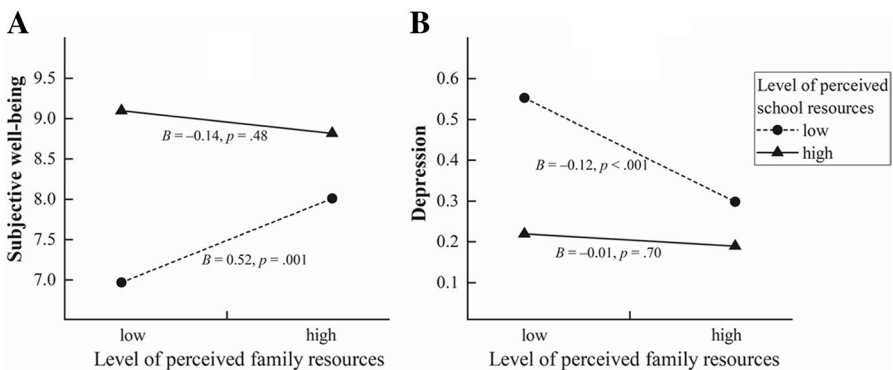 A
Subjective well-being
9.5
9.0
8.5
8.0
7.5
7.0
B = –0.14, p = .48
B = 0.52, p = .001
low
high
Level of perceived family resources
B
Depression
0.6
0.5
0.4
0.3
0.2
0.1
B = –0.12, p < .001
B = –0.01, p = .70
low
high
Level of perceived family resources
Level of perceived
school resources
low
high